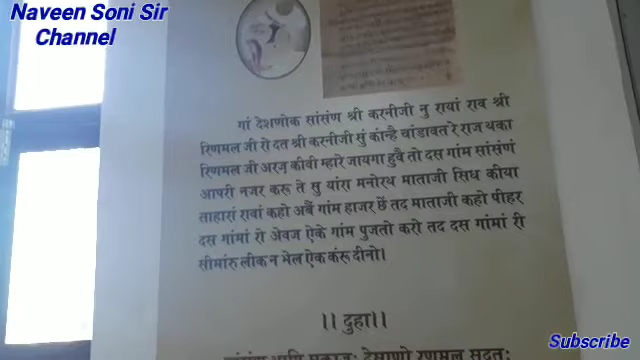 Naveen Soni Sir
Channel
गां देशणोक सांसंण श्री करनीजी नु रायां राव श्री
रिणमल जी रो दत श्री करनीजी सुं कांन्है चांडावत रे राज थका
रिणमल जी अरज़ कीवी म्हारे जायगा हुवै तो दस गांम सांसंणं
आपरी नजर करू ते सु यांरा मनोरथ माताजी सिध कीया
ताहारां रावां कहो अबैं गांम हाजर छें तद माताजी कहो पीहर
दस गांमां रो अेवज ऐके गांम पुजतो करो तद दस गांमां री
सीमांरु लीक न भेल ऐक कंरू दीनो।
।। दुहा।।
देसाणो रणमल
Subscribe